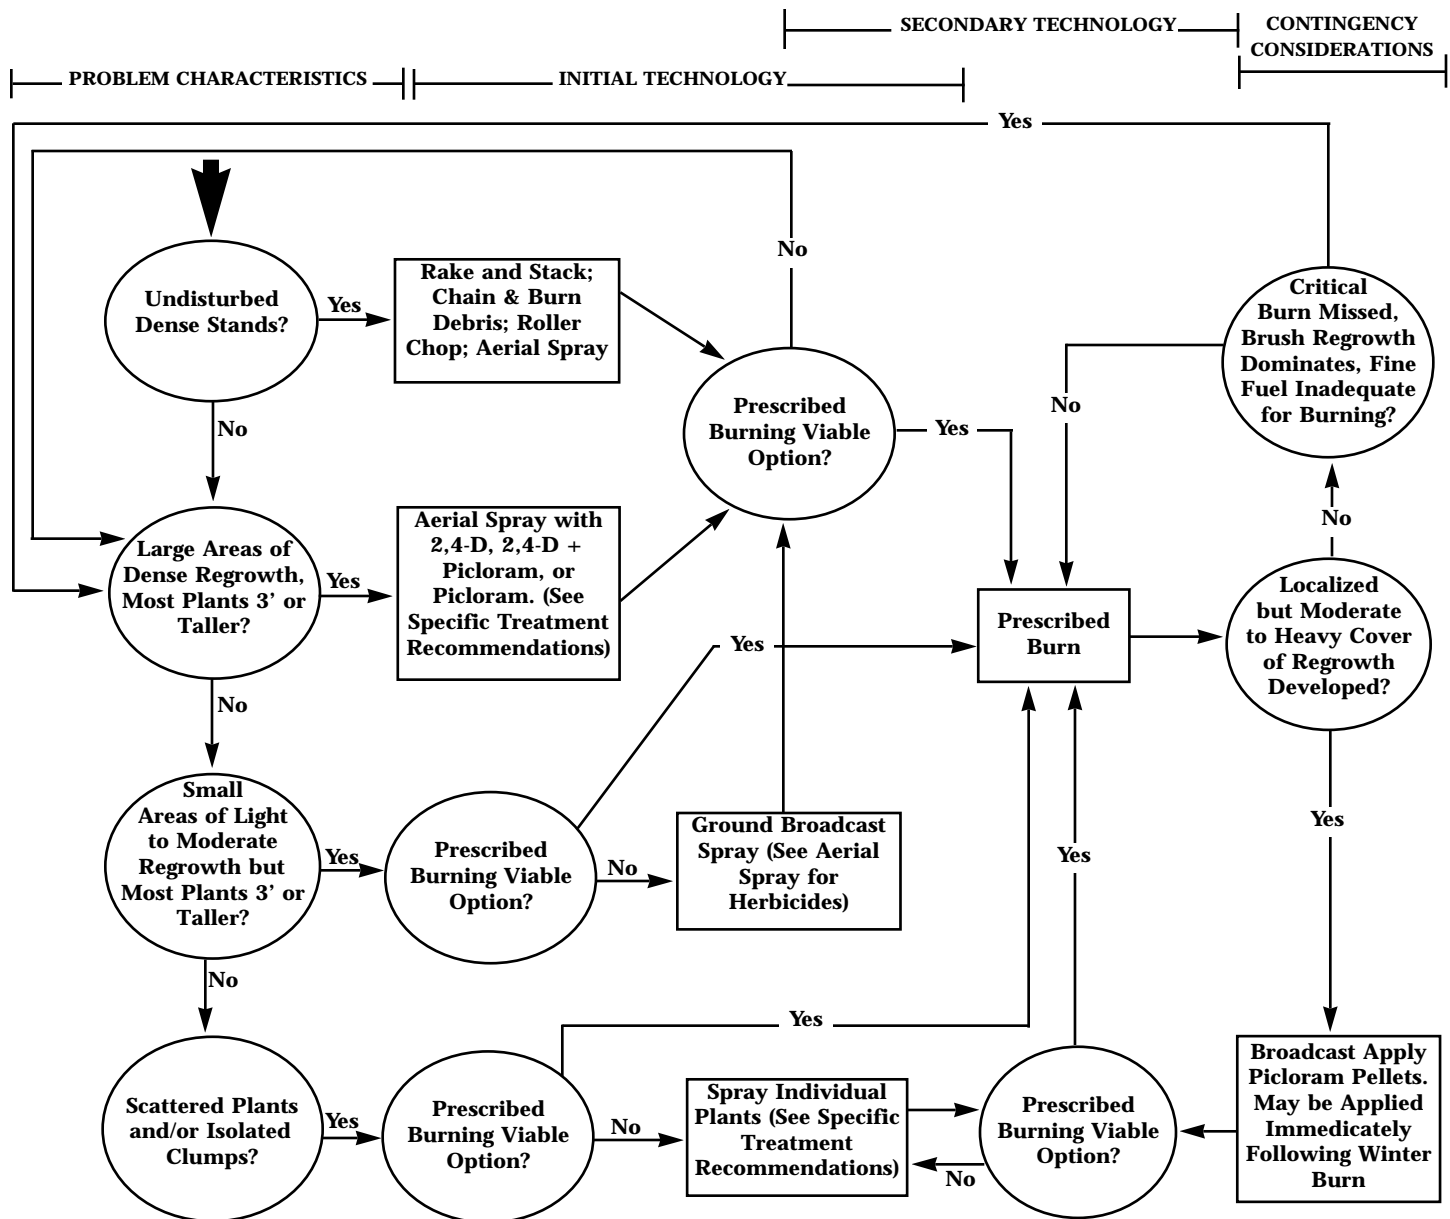 SECONDARY TECHNOLOGY
CONTINGENCY
CONSIDERATIONS
PROBLEM CHARACTERISTICS
INITIAL TECHNOLOGY
Yes
No
Undisturbed
Dense Stands?
Yes
Rake and Stack;
Chain & Burn
Debris; Roller
Chop; Aerial Spray
No
Prescribed
Burning Viable
Option?
Yes
No
Critical
Burn Missed,
Brush Regrowth
Dominates, Fine
Fuel Inadequate
for Burning?
No
Large Areas of
Dense Regrowth,
Most Plants 3' or
Taller?
Yes
Aerial Spray with
2,4-D, 2,4-D +
Picloram, or
Picloram. (See
Specific Treatment
Recommendations)
Yes
Prescribed
Burn
Localized
but Moderate
to Heavy Cover
of Regrowth
Developed?
No
Small
Areas of Light
to Moderate
Regrowth but
Most Plants 3' or
Taller?
Yes
Prescribed
Burning Viable
Option?
No
Ground Broadcast
Spray (See Aerial
Spray for
Herbicides)
Yes
Yes
No
Yes
Scattered Plants
and/or Isolated
Clumps?
Yes
Prescribed
Burning Viable
Option?
No
Spray Individual
Plants (See Specific
Treatment
Recommendations)
No
Prescribed
Burning Viable
Option?
Broadcast Apply
Picloram Pellets.
May be Applied
Immedicately
Following Winter
Burn